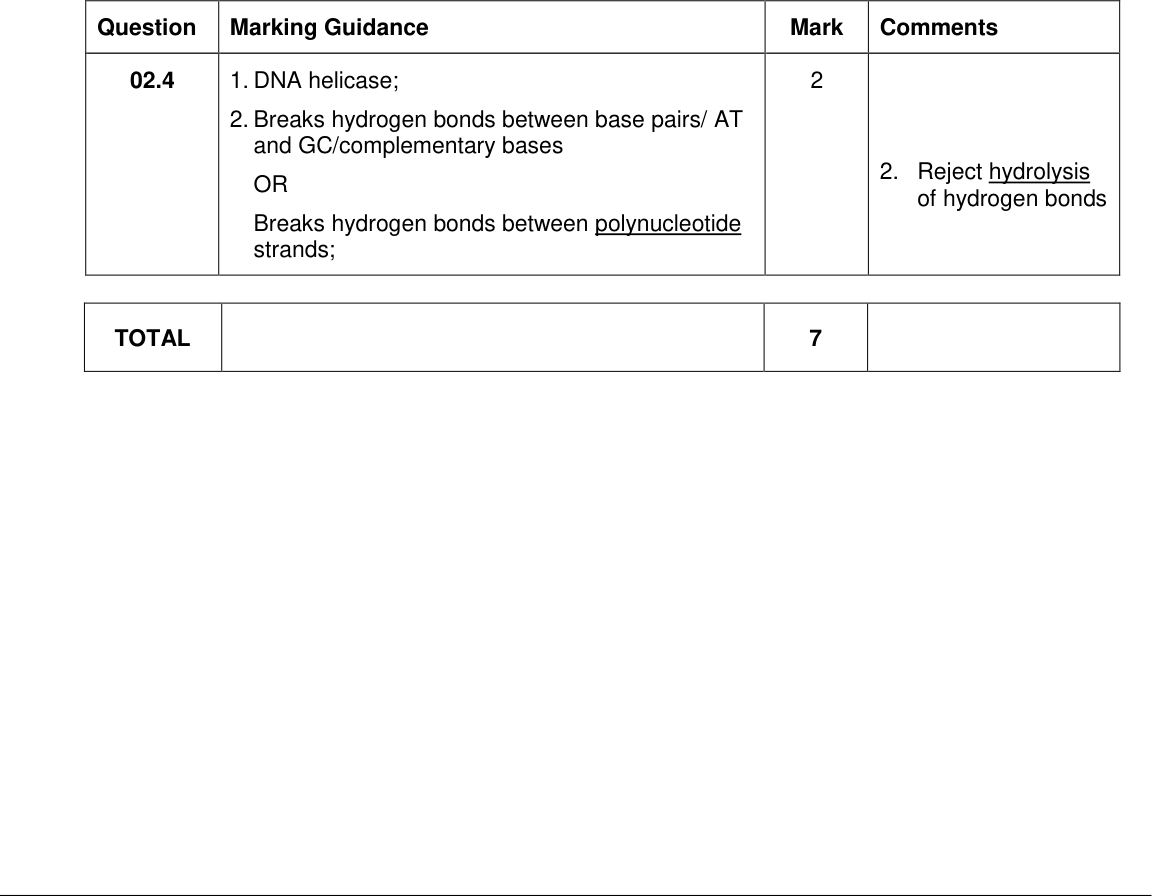 Question Marking Guidance Mark Comments
02.4 1. DNA helicase; 2
2. Breaks hydrogen bonds between base pairs/ AT
and GC/complementary bases
OR
Breaks hydrogen bonds between polynucleotide
strands;
2. Reject hydrolysis
of hydrogen bonds
TOTAL 7